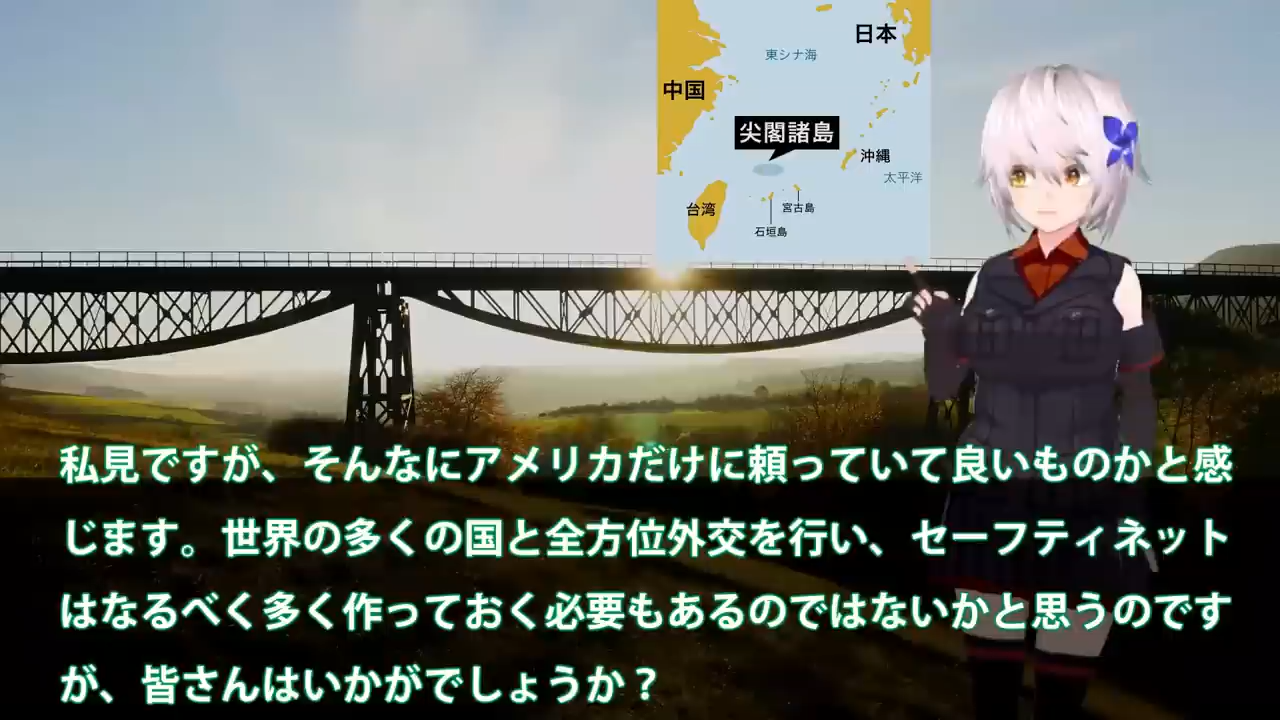 日本
東シナ海
中国
尖閣諸島
沖縄
太平洋
台湾
宮古島
石垣島
私見ですが、そんなにアメリカだけに頼っていて良いものかと感
じます。世界の多くの国と全方位外交を行い、セーフティネット
はなるべく多く作っておく必要もあるのではないかと思うのです
が、皆さんはいかがでしょうか？